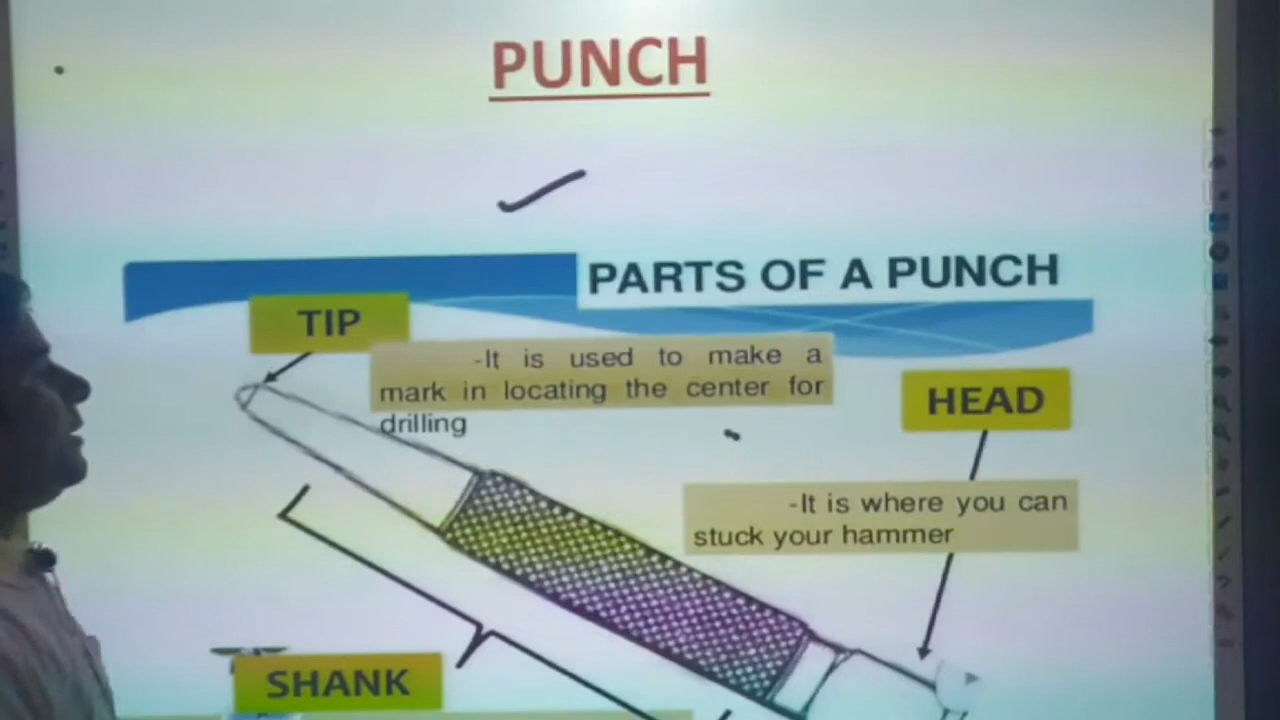 PUNCH
PARTS OF A PUNCH
TIP
-It is used to make a
mark in locating the center for
drilling
HEAD
-It is where you can
stuck your hammer
SHANK